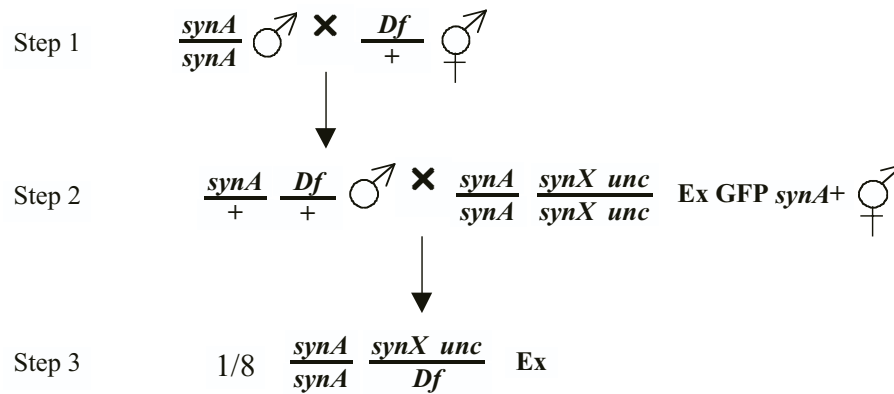 Step 1 synA/synA ♂ × Df/+ ⚥
Step 2 synA/+ Df/+ ♂ × synA/synA synX unc/synX unc Ex GFP synA+ ⚥
Step 3 1/8 synA/synA synX unc/Df Ex